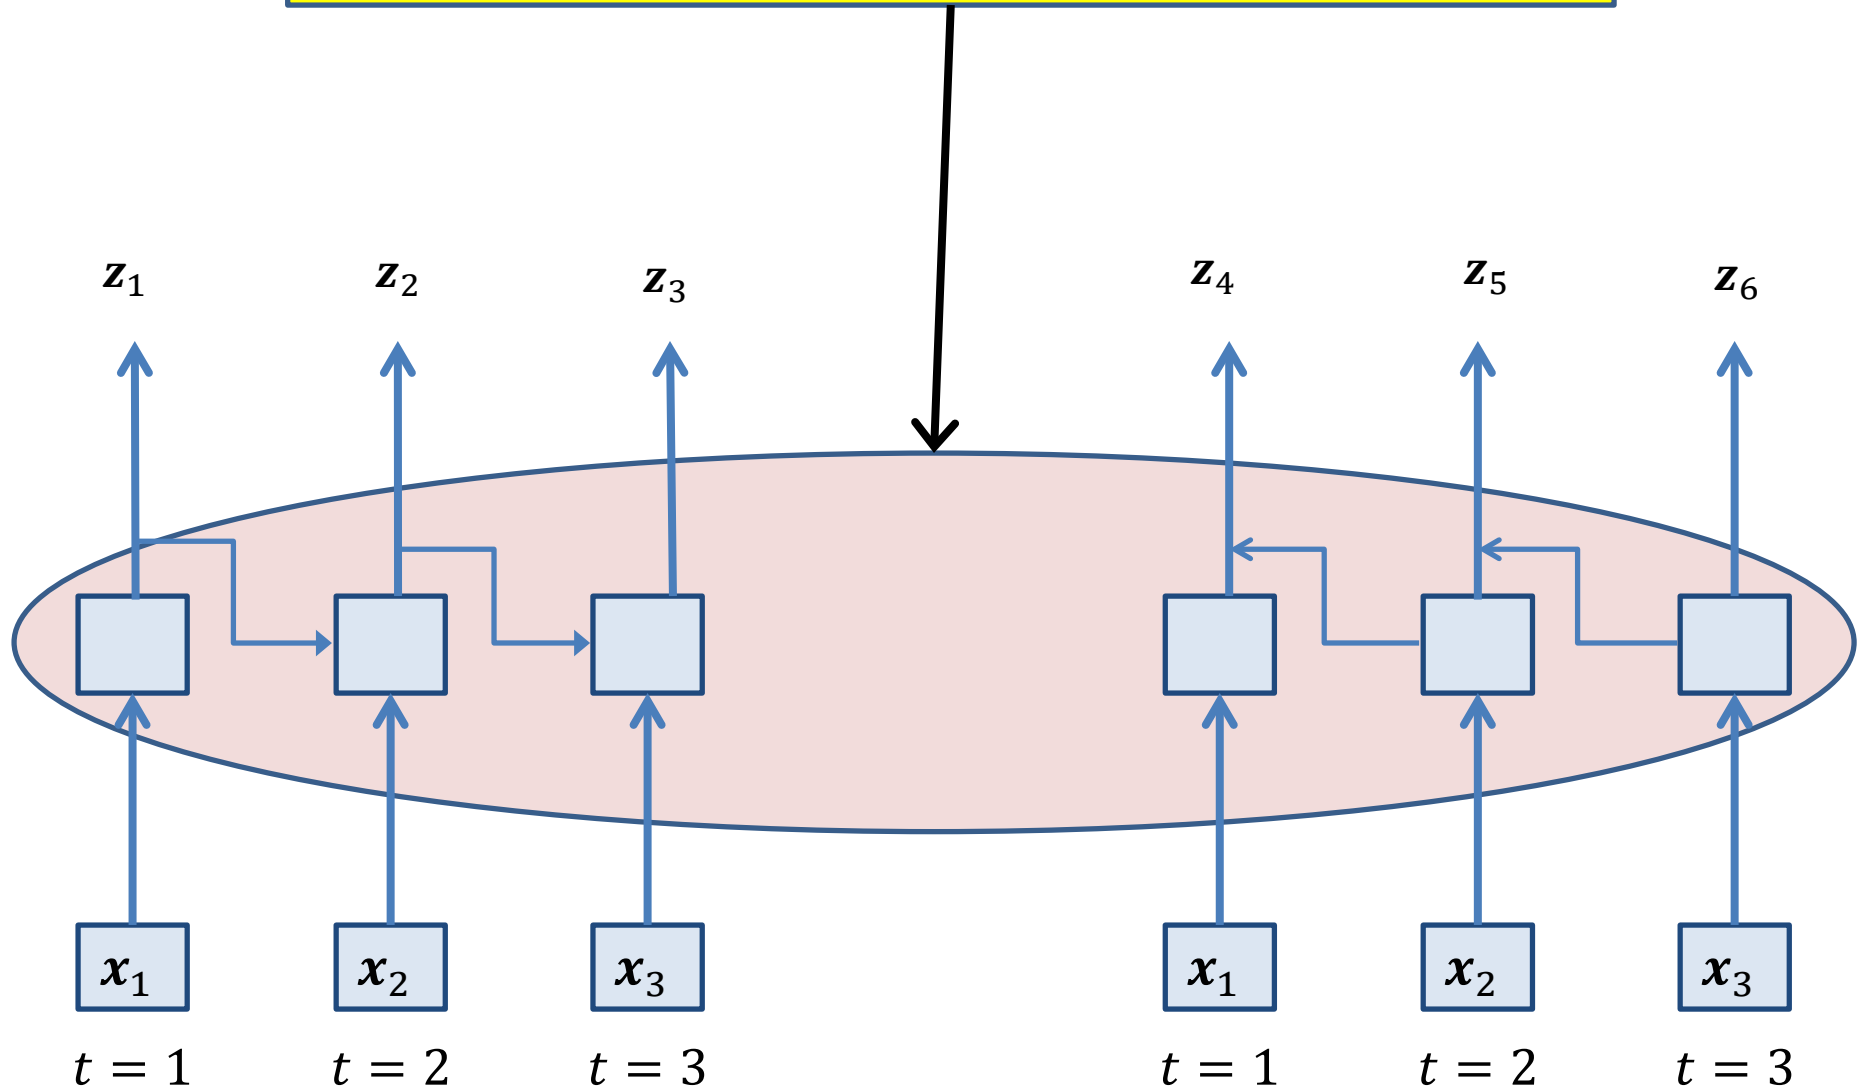 z₁ z₂ z₃ z₄ z₅ z₆
x₁ x₂ x₃ x₁ x₂ x₃
t = 1 t = 2 t = 3 t = 1 t = 2 t = 3